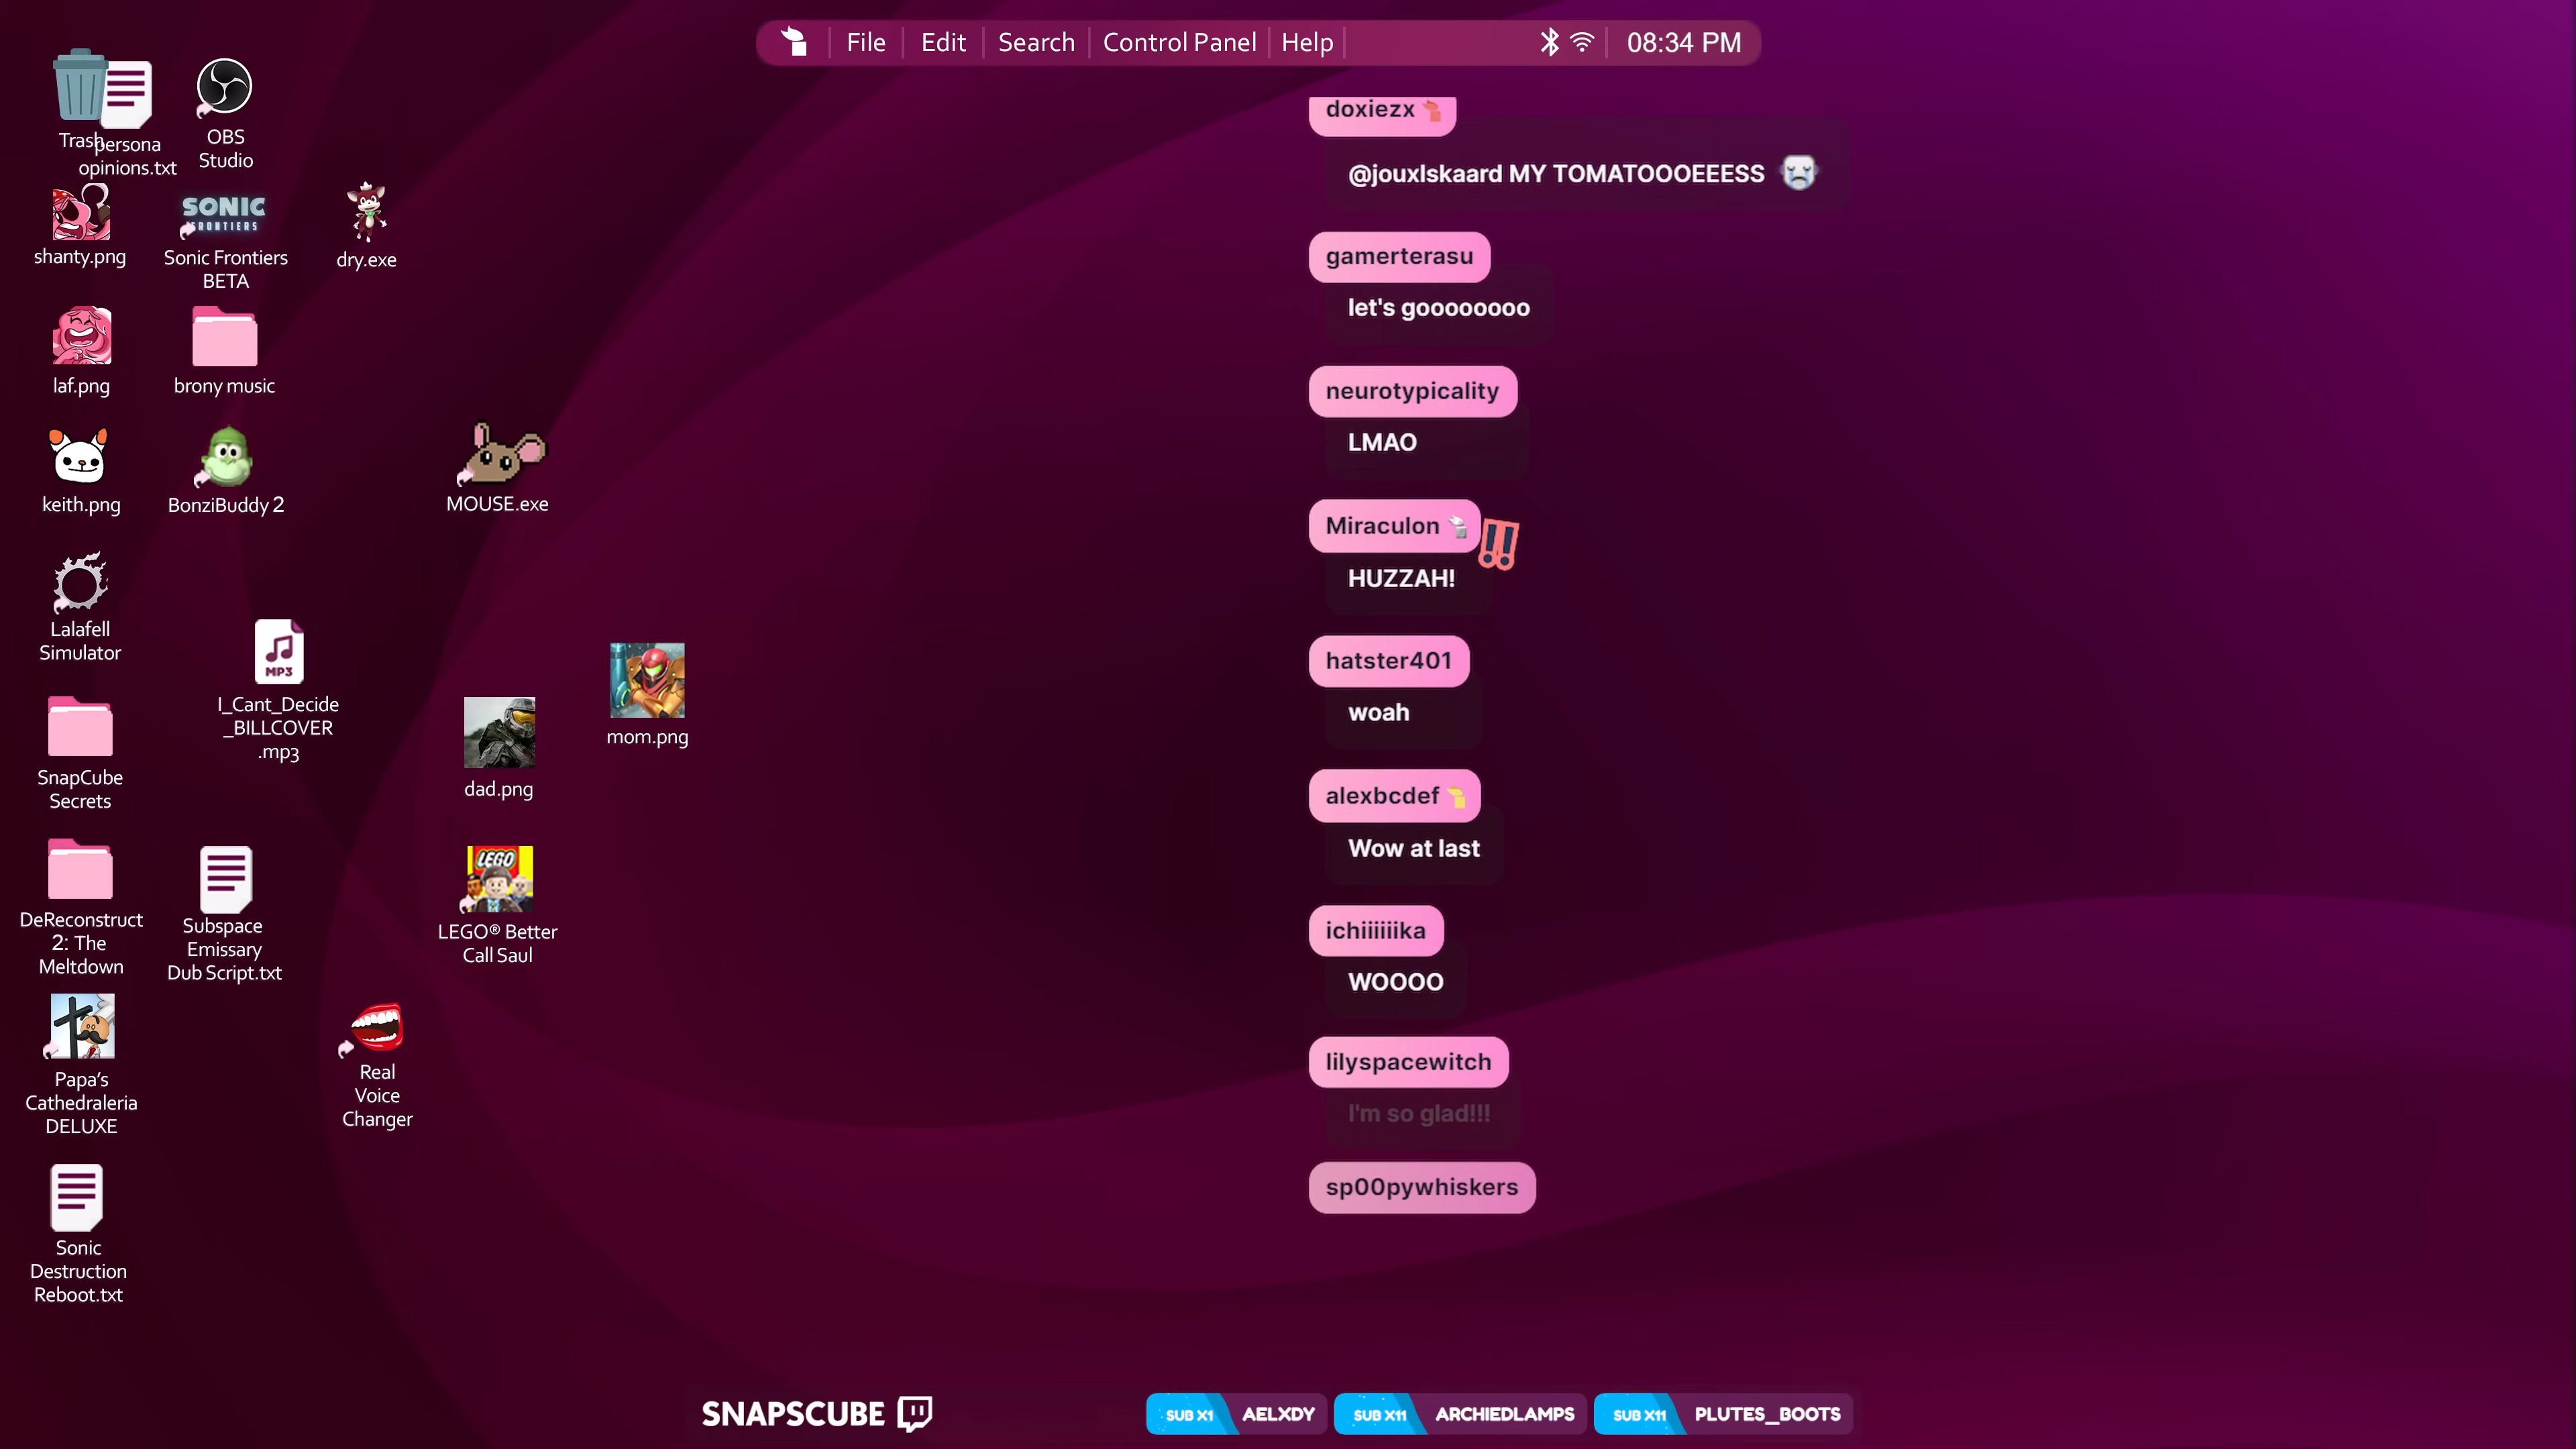 File Edit Search Control Panel Help 08:34 PM
Trash
persona
opinions.txt
OBS
Studio
shanty.png
SONIC
FRONTIERS
Sonic Frontiers
BETA
dry.exe
laf.png
brony music
keith.png
BonziBuddy 2
MOUSE.exe
Lalafell
Simulator
MP3
I_Cant_Decide
_BILLCOVER
.mp3
mom.png
dad.png
SnapCube
Secrets
DeReconstruct
2: The
Meltdown
Subspace
Emissary
Dub Script.txt
LEGO
LEGO® Better
Call Saul
Papa's
Cathedraleria
DELUXE
Real
Voice
Changer
Sonic
Destruction
Reboot.txt
doxiezx
@jouxlskaard MY TOMATOOOEEESS
gamerterasu
let's goooooooo
neurotypicality
LMAO
Miraculon
HUZZAH!
hatster401
woah
alexbcdef
Wow at last
ichiiiiiika
WOOOO
lilyspacewitch
I'm so glad!!!
sp00pywhiskers
SNAPSCUBE
SUB X1 AELXDY SUB X11 ARCHIEDLAMPS SUB X11 PLUTES_BOOTS